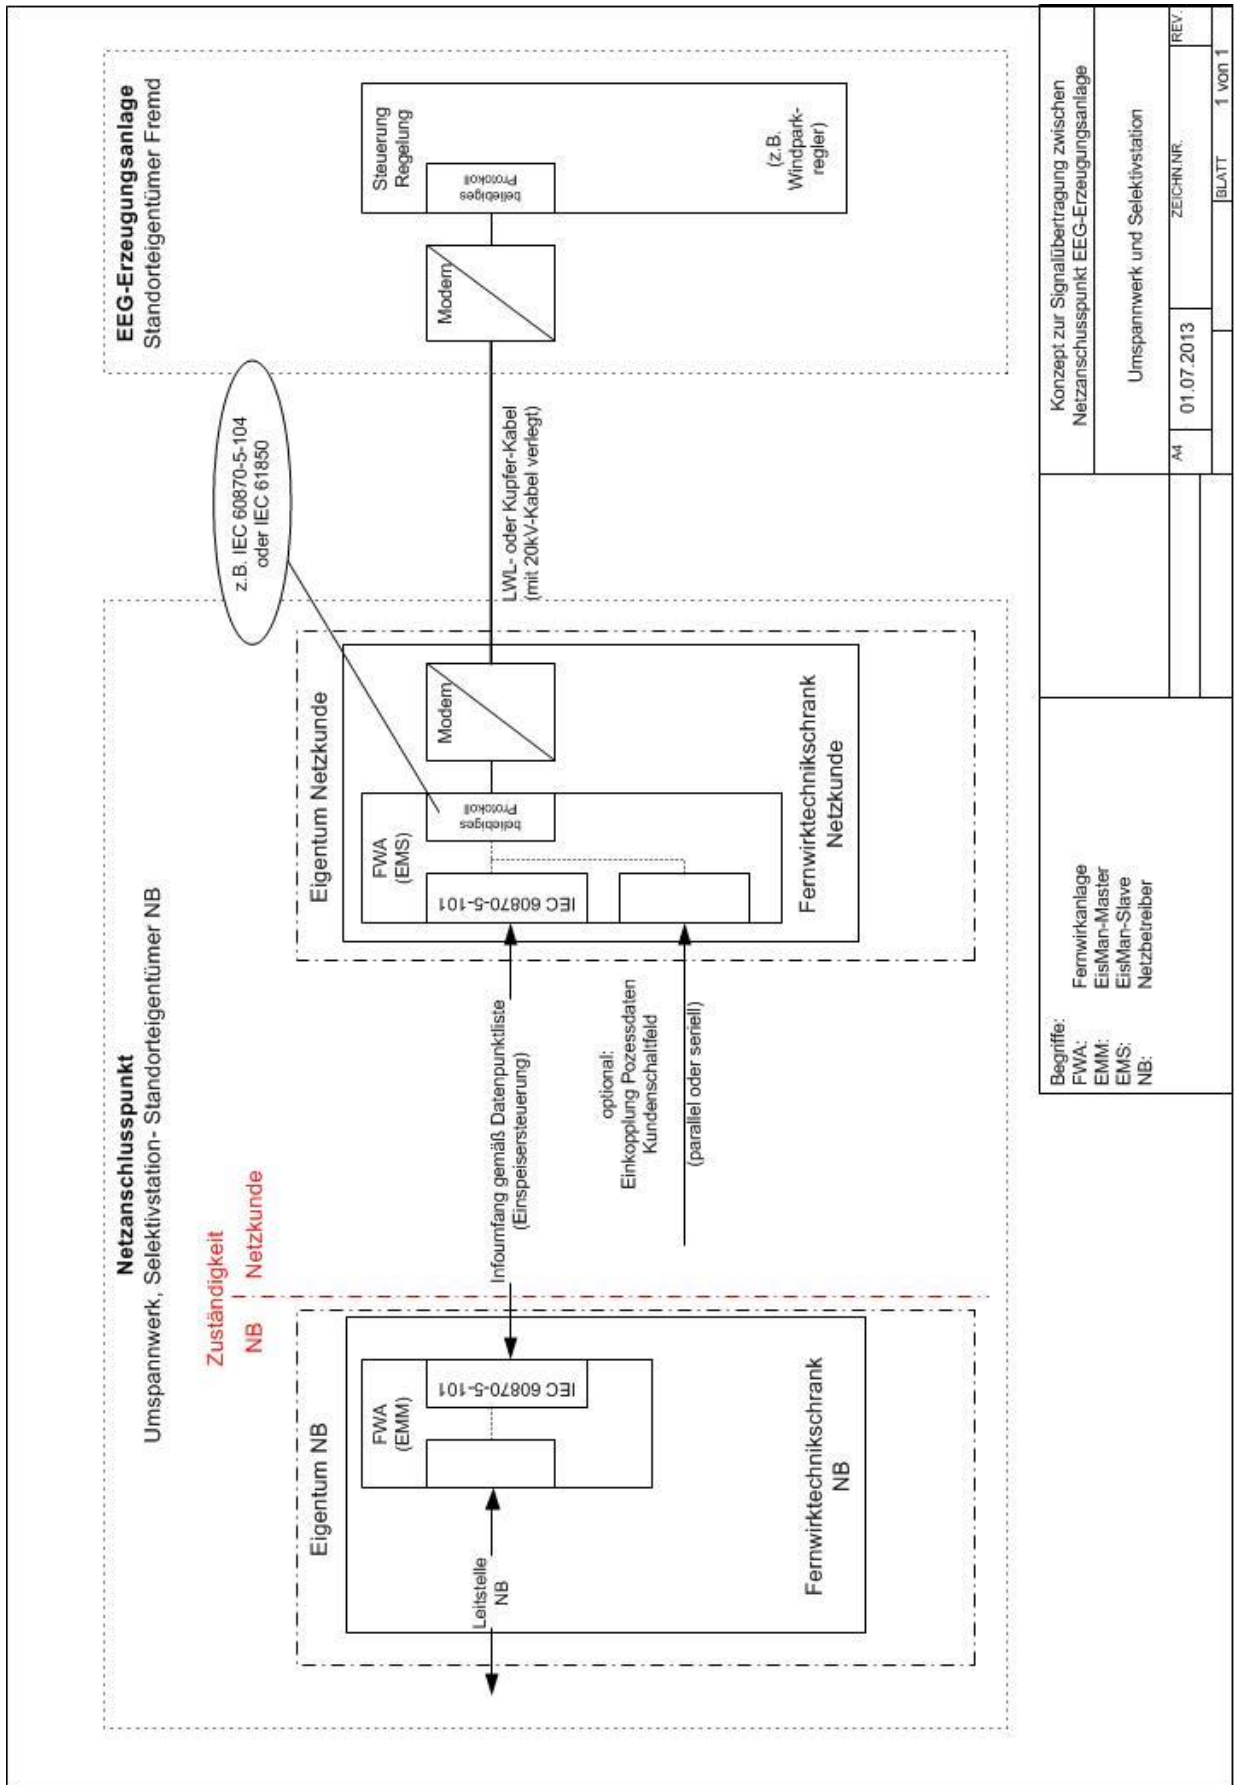 Netzanschlusspunkt
Umspannwerk, Selektivstation- Standorteigentümer NB
EEG-Erzeugungsanlage
Standorteigentümer Fremd
Zuständigkeit
NB
Netzkunde
z.B. IEC 60870-5-104
oder IEC 61850
Eigentum NB
FWA
(EMM)
IEC 60870-5-101
Leitstelle
NB
Fernwirktechnikschrank
NB
Infoumfang gemäß Datenpunktliste
(Einspeisersteuerung)
optional:
Einkopplung Pozessdaten
Kundenschaltfeld
(parallel oder seriell)
Eigentum Netzkunde
FWA
(EMS)
IEC 60870-5-101
beliebiges
Protokoll
Modem
Fernwirktechnikschrank
Netzkunde
LWL- oder Kupfer-Kabel
(mit 20kV-Kabel verlegt)
Modem
Steuerung
Regelung
beliebiges
Protokoll
(z.B.
Windpark-
regler)
Begriffe:
FWA: Fernwirkanlage
EMM: EisMan-Master
EMS: EisMan-Slave
NB: Netzbetreiber
Konzept zur Signalübertragung zwischen
Netzanschusspunkt EEG-Erzeugungsanlage
Umspannwerk und Selektivstation
A4
01.07.2013
ZEICHN.NR.
REV.
BLATT
1 von 1